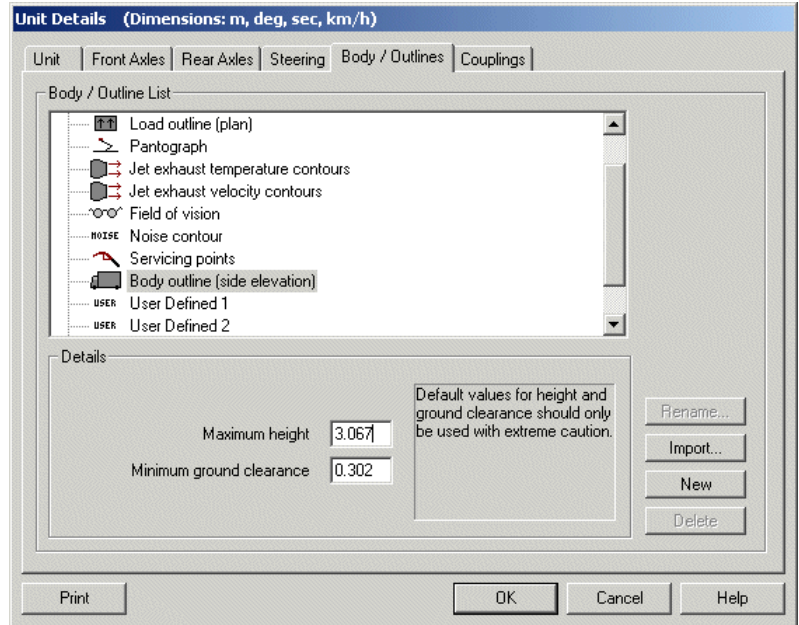 Unit Details (Dimensions: m, deg, sec, km/h)
Unit Front Axles Rear Axles Steering Body / Outlines Couplings
Body / Outline List
Load outline (plan)
Pantograph
Jet exhaust temperature contours
Jet exhaust velocity contours
Field of vision
NOISE Noise contour
Servicing points
Body outline (side elevation)
USER User Defined 1
USER User Defined 2
Details
Maximum height 3.067
Minimum ground clearance 0.302
Default values for height and
ground clearance should only
be used with extreme caution.
Rename...
Import...
New
Delete
Print OK Cancel Help